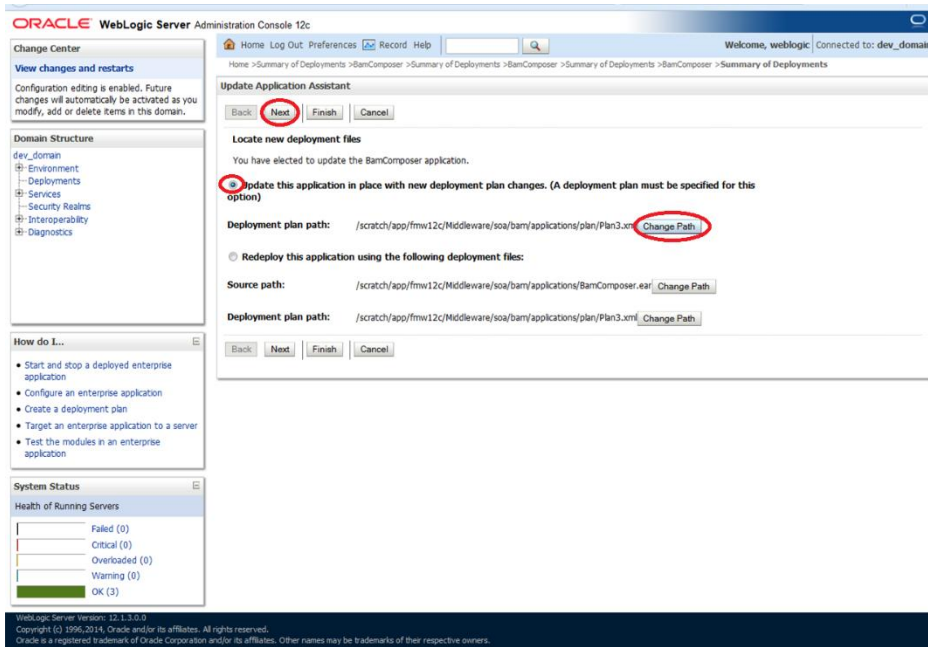 ORACLE WebLogic Server Administration Console 12c
Change Center
View changes and restarts
Configuration editing is enabled. Future
changes will automatically be activated as you
modify, add or delete items in this domain.
Domain Structure
dev_domain
Environment
Deployments
Services
Security Realms
Interoperability
Diagnostics
How do I...
Start and stop a deployed enterprise
application
Configure an enterprise application
Create a deployment plan
Target an enterprise application to a server
Test the modules in an enterprise
application
System Status
Health of Running Servers
Failed (0)
Critical (0)
Overloaded (0)
Warning (0)
OK (3)
Home Log Out Preferences Record Help
Welcome, weblogic Connected to: dev_domain
Home >Summary of Deployments >BamComposer >Summary of Deployments >BamComposer >Summary of Deployments >BamComposer >Summary of Deployments
Update Application Assistant
Back Next Finish Cancel
Locate new deployment files
You have elected to update the BamComposer application.
Update this application in place with new deployment plan changes. (A deployment plan must be specified for this
option)
Deployment plan path: /scratch/app/fmw12c/Middleware/soa/bam/applications/plan/Plan3.xml Change Path
Redeploy this application using the following deployment files:
Source path: /scratch/app/fmw12c/Middleware/soa/bam/applications/BamComposer.ear Change Path
Deployment plan path: /scratch/app/fmw12c/Middleware/soa/bam/applications/plan/Plan3.xml Change Path
Back Next Finish Cancel
WebLogic Server Version: 12.1.3.0.0
Copyright (c) 1996,2014, Oracle and/or its affiliates. All rights reserved.
Oracle is a registered trademark of Oracle Corporation and/or its affiliates. Other names may be trademarks of their respective owners.